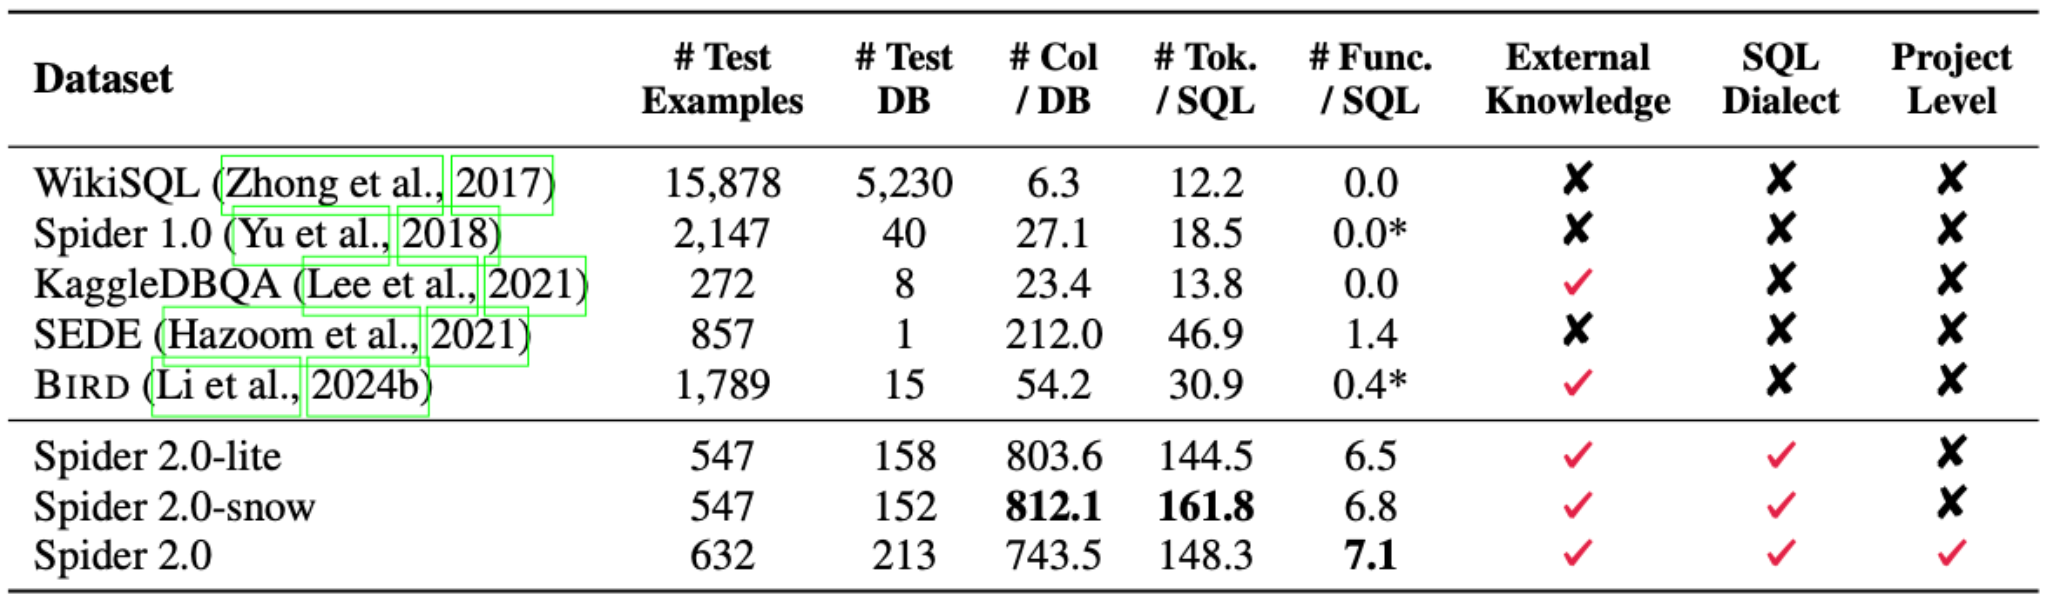 Dataset # Test Examples # Test DB # Col / DB # Tok. / SQL # Func. / SQL External Knowledge SQL Dialect Project Level
WikiSQL (Zhong et al., 2017) 15,878 5,230 6.3 12.2 0.0 ✘ ✘ ✘
Spider 1.0 (Yu et al., 2018) 2,147 40 27.1 18.5 0.0* ✘ ✘ ✘
KaggleDBQA (Lee et al., 2021) 272 8 23.4 13.8 0.0 ✓ ✘ ✘
SEDE (Hazoom et al., 2021) 857 1 212.0 46.9 1.4 ✘ ✘ ✘
BIRD (Li et al., 2024b) 1,789 15 54.2 30.9 0.4* ✓ ✘ ✘
Spider 2.0-lite 547 158 803.6 144.5 6.5 ✓ ✓ ✘
Spider 2.0-snow 547 152 812.1 161.8 6.8 ✓ ✓ ✘
Spider 2.0 632 213 743.5 148.3 7.1 ✓ ✓ ✓